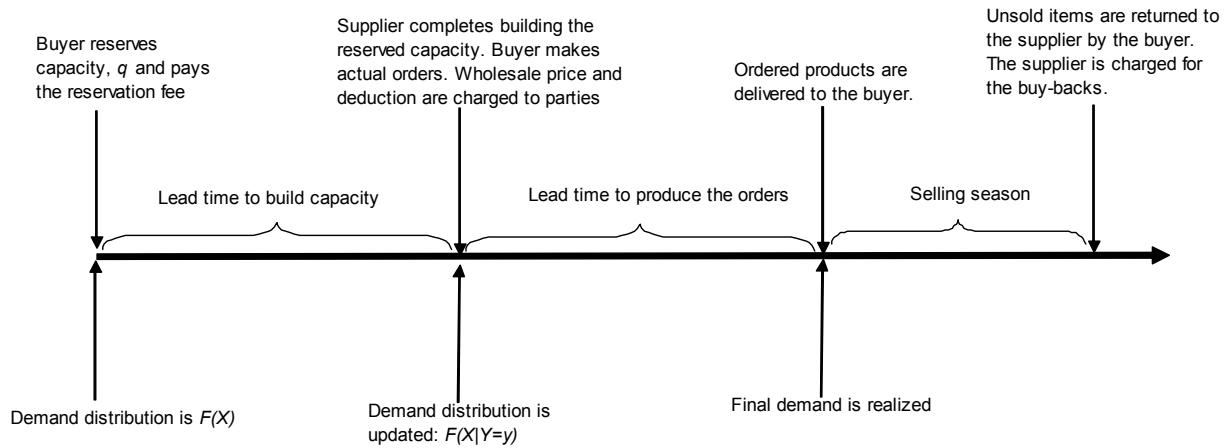 Buyer reserves
capacity, q and pays
the reservation fee
Supplier completes building the
reserved capacity. Buyer makes
actual orders. Wholesale price and
deduction are charged to parties
Ordered products are
delivered to the buyer.
Unsold items are returned to
the supplier by the buyer.
The supplier is charged for
the buy-backs.
Lead time to build capacity
Lead time to produce the orders
Selling season
Demand distribution is F(X)
Demand distribution is
updated: F(X|Y=y)
Final demand is realized